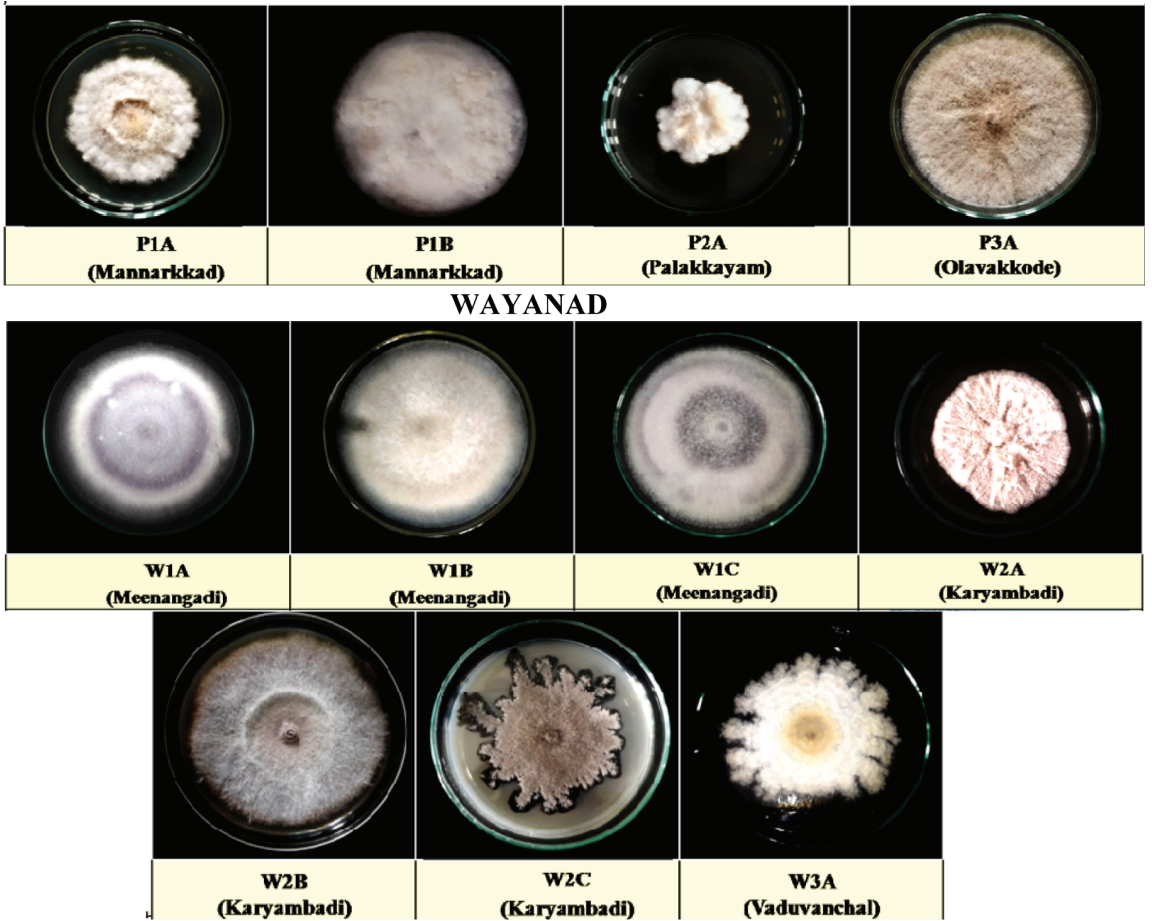 P1A
(Mannarkkad)
P1B
(Mannarkkad)
P2A
(Palakkayam)
P3A
(Olavakkode)
WAYANAD
W1A
(Meenangadi)
W1B
(Meenangadi)
W1C
(Meenangadi)
W2A
(Karyambadi)
W2B
(Karyambadi)
W2C
(Karyambadi)
W3A
(Vaduvanchal)